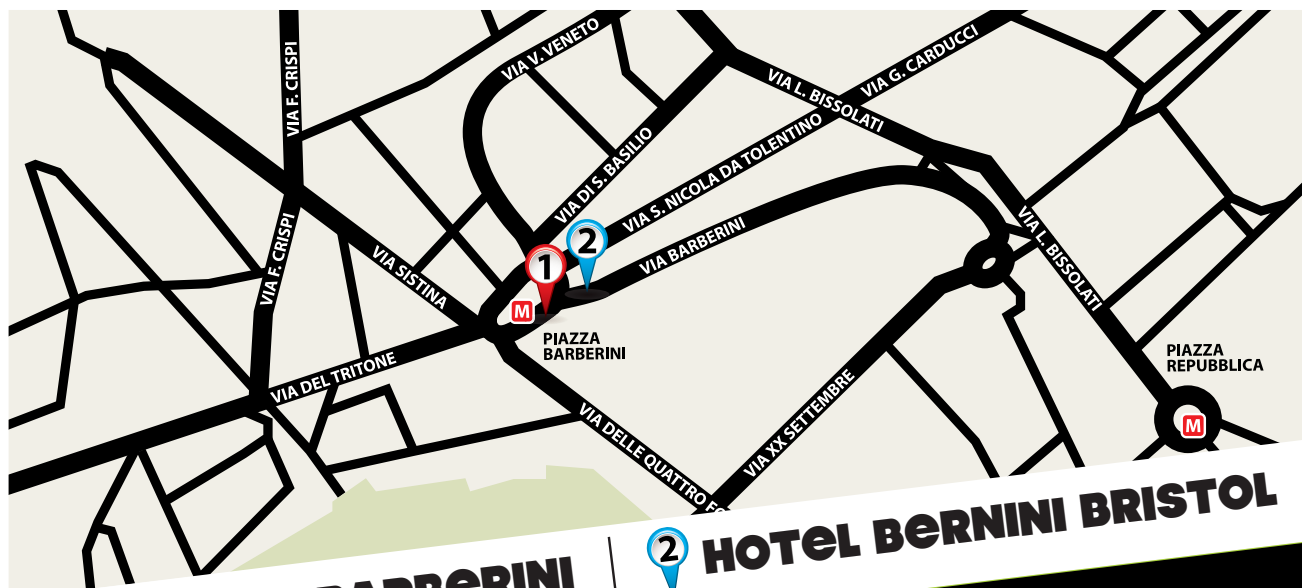 VIA F. CRISPI
VIA V. VENETO
VIA G. CARDUCCI
VIA L. BISSOLATI
VIA DI S. BASILIO
VIA S. NICOLA DA TOLENTINO
VIA F. CRISPI
VIA SISTINA
VIA BARBERINI
VIA L. BISSOLATI
1
2
M
PIAZZA
BARBERINI
VIA DEL TRITONE
VIA DELLE QUATTRO
VIA XX SETTEMBRE
PIAZZA
REPUBBLICA
M
BARBERINI
2 HOTEL BERNINI BRISTOL